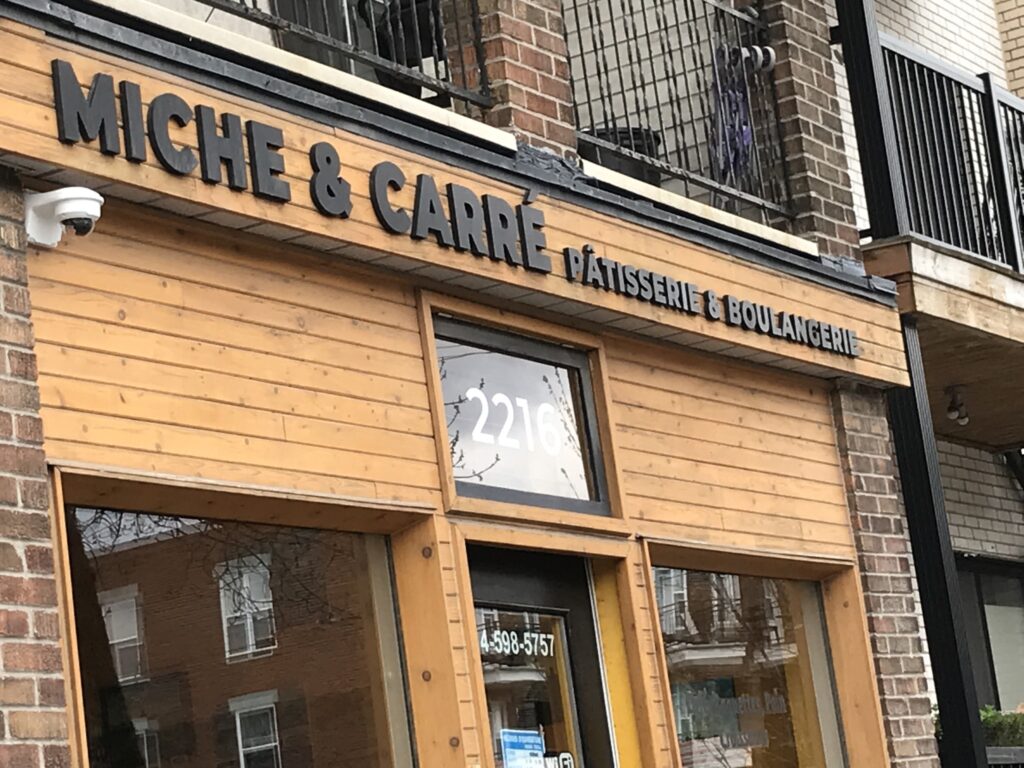 MICHE & CARRÉ PÂTISSERIE & BOULANGERIE
2216
4-598-5757